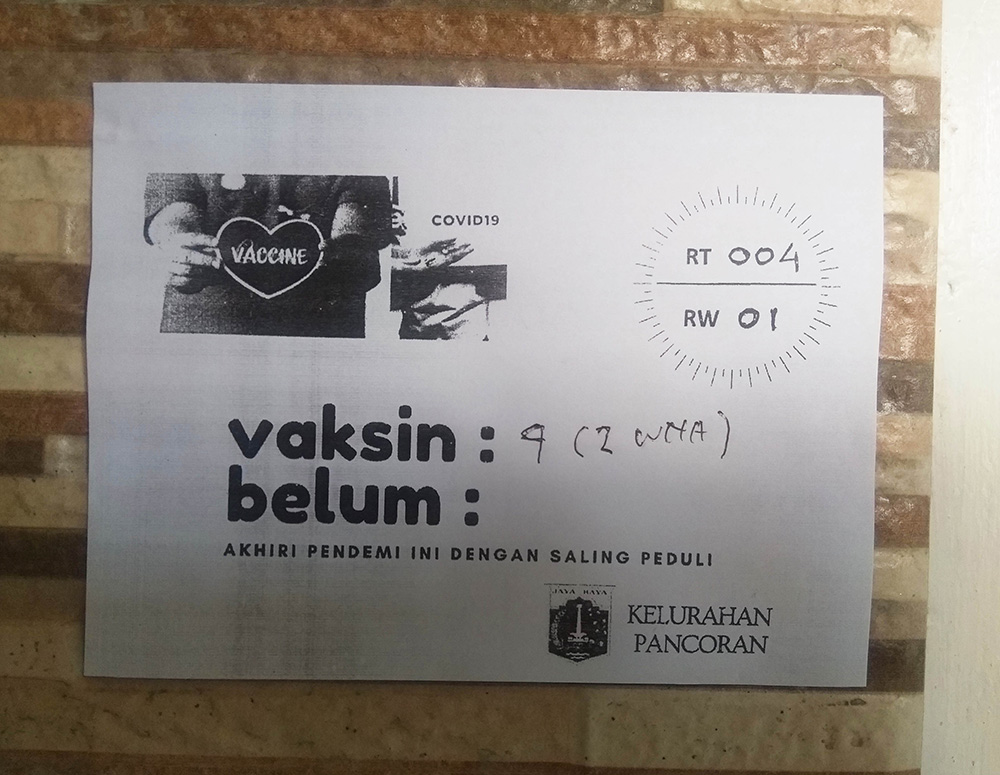 VACCINE
COVID19
RT 004
RW 01
vaksin : 4 (2 WNA)
belum :
AKHIRI PENDEMI INI DENGAN SALING PEDULI
JAYA RAYA
KELURAHAN
PANCORAN